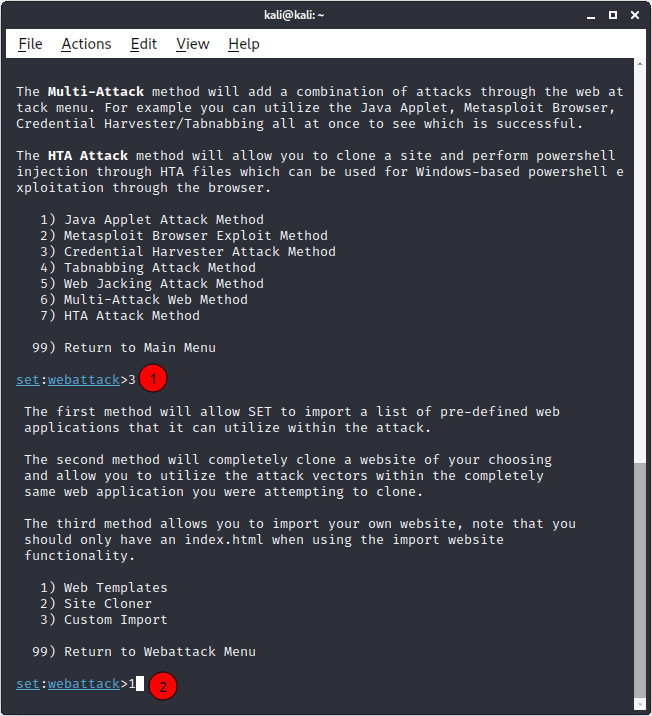 kali@kali: ~
File Actions Edit View Help
The Multi-Attack method will add a combination of attacks through the web at
tack menu. For example you can utilize the Java Applet, Metasploit Browser,
Credential Harvester/Tabnabbing all at once to see which is successful.
The HTA Attack method will allow you to clone a site and perform powershell
injection through HTA files which can be used for Windows-based powershell e
xploitation through the browser.
1) Java Applet Attack Method
2) Metasploit Browser Exploit Method
3) Credential Harvester Attack Method
4) Tabnabbing Attack Method
5) Web Jacking Attack Method
6) Multi-Attack Web Method
7) HTA Attack Method
99) Return to Main Menu
set:webattack>3 1
The first method will allow SET to import a list of pre-defined web
applications that it can utilize within the attack.
The second method will completely clone a website of your choosing
and allow you to utilize the attack vectors within the completely
same web application you were attempting to clone.
The third method allows you to import your own website, note that you
should only have an index.html when using the import website
functionality.
1) Web Templates
2) Site Cloner
3) Custom Import
99) Return to Webattack Menu
set:webattack>1 2